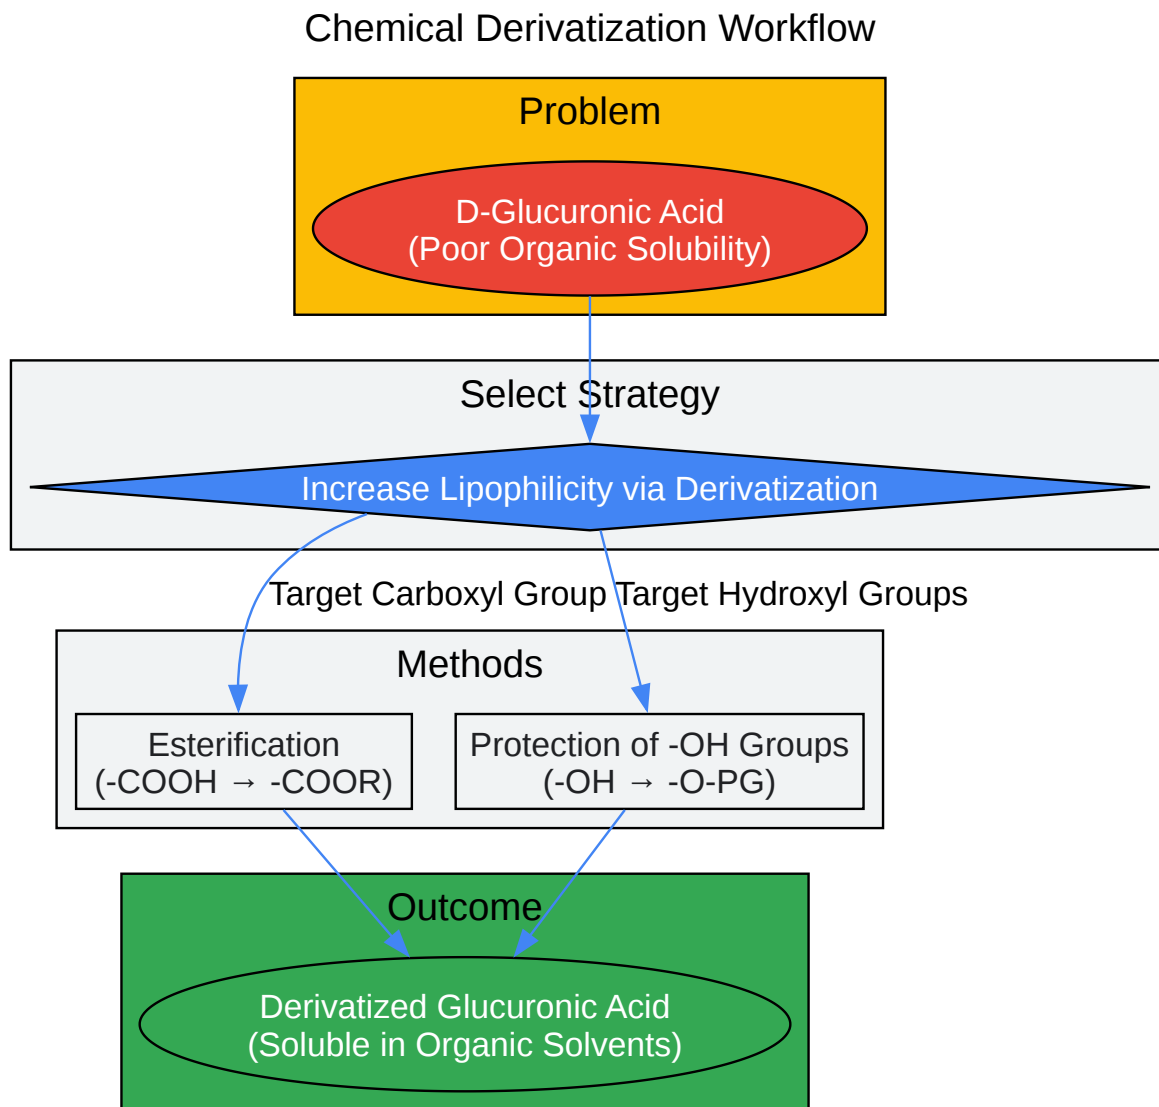 Chemical Derivatization Workflow
Problem
D-Glucuronic Acid
(Poor Organic Solubility)
Select Strategy
Increase Lipophilicity via Derivatization
Target Carboxyl Group
Target Hydroxyl Groups
Methods
Esterification
(-COOH → -COOR)
Protection of -OH Groups
(-OH → -O-PG)
Outcome
Derivatized Glucuronic Acid
(Soluble in Organic Solvents)